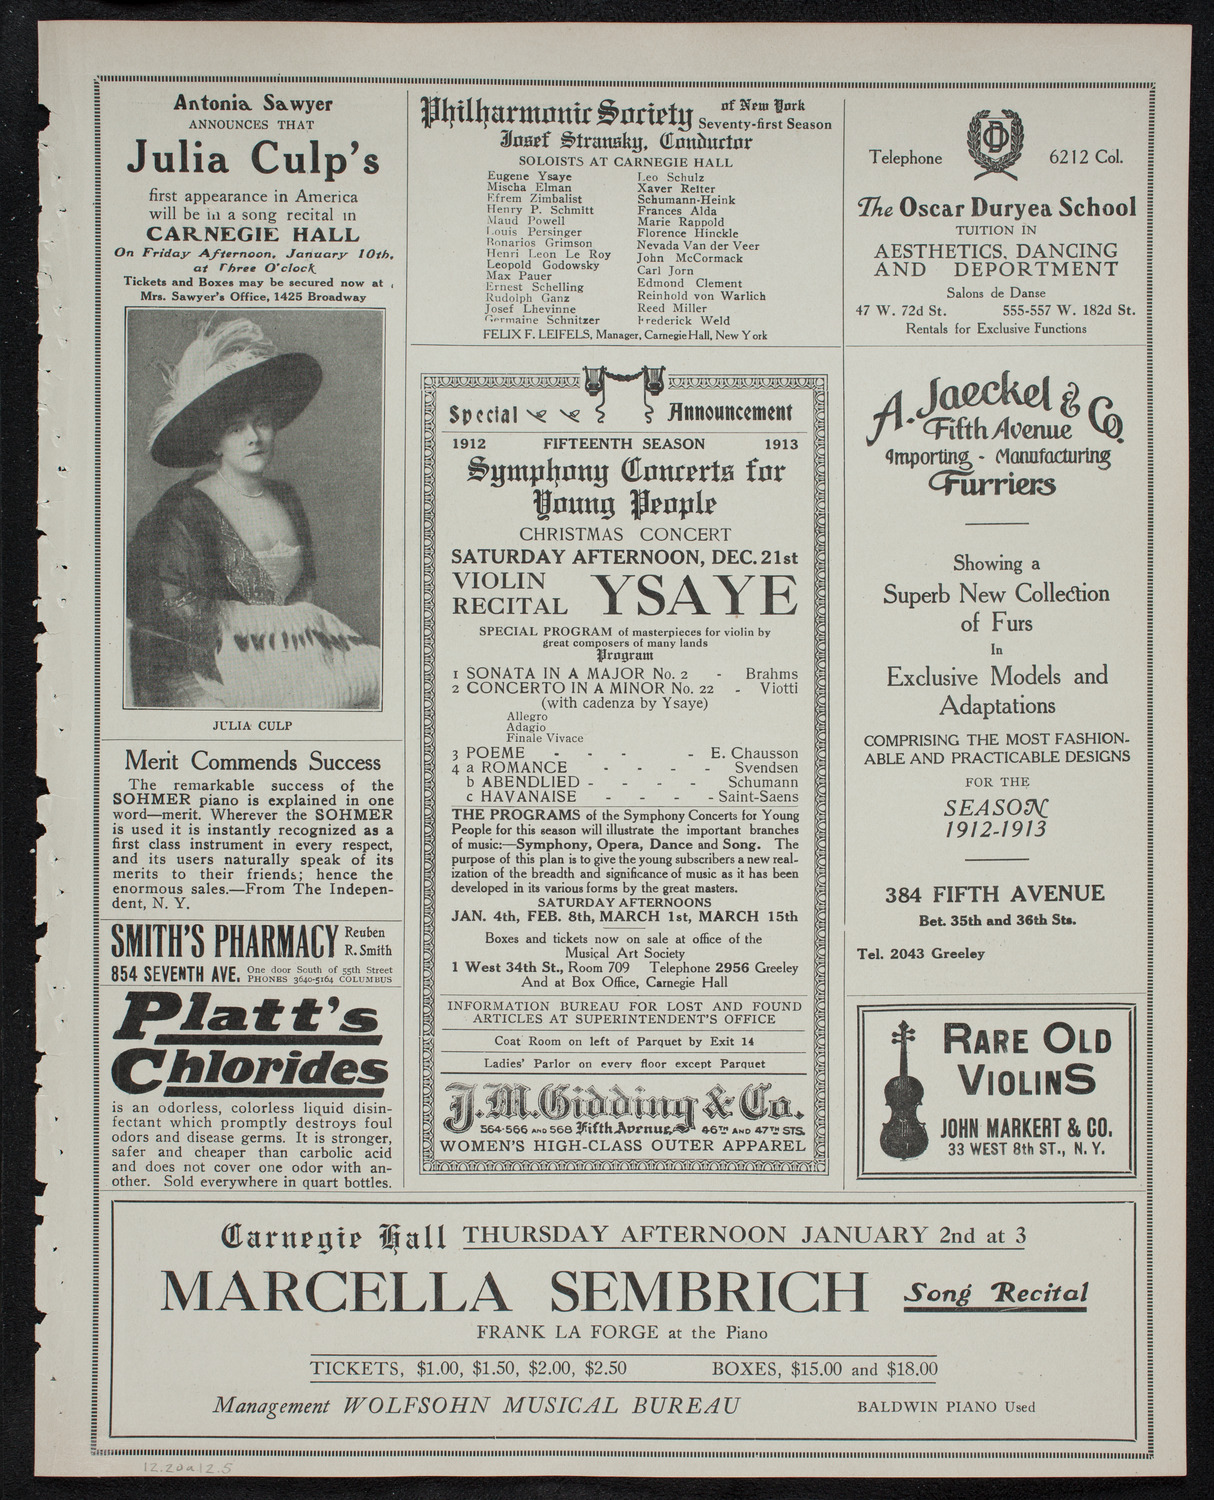 Antonia Sawyer
ANNOUNCES THAT
Julia Culp's
first appearance in America
will be in a song recital in
CARNEGIE HALL
On Friday Afternoon, January 10th,
at Three O'clock
Tickets and Boxes may be secured now at
Mrs. Sawyer's Office, 1425 Broadway
JULIA CULP
Merit Commends Success
The remarkable success of the
SOHMER piano is explained in one
word—merit. Wherever the SOHMER
is used it is instantly recognized as a
first class instrument in every respect,
and its users naturally speak of its
merits to their friends; hence the
enormous sales.—From The Indepen-
dent, N. Y.
SMITH'S PHARMACY Reuben
R. Smith
854 SEVENTH AVE. One door South of 55th Street
PHONES 3640-5164 COLUMBUS
Platt's
Chlorides
is an odorless, colorless liquid disin-
fectant which promptly destroys foul
odors and disease germs. It is stronger,
safer and cheaper than carbolic acid
and does not cover one odor with an-
other. Sold everywhere in quart bottles.
Philharmonic Society of New York
Seventy-first Season
Josef Stransky, Conductor
SOLOISTS AT CARNEGIE HALL
Eugene Ysaye
Mischa Elman
Efrem Zimbalist
Henry P. Schmitt
Maud Powell
Louis Persinger
Bonarios Grimson
Henri Leon Le Roy
Leopold Godowsky
Max Pauer
Ernest Schelling
Rudolph Ganz
Josef Lhevinne
Germaine Schnitzer
Leo Schulz
Xaver Reiter
Schumann-Heink
Frances Alda
Marie Rappold
Florence Hinckle
Nevada Van der Veer
John McCormack
Carl Jorn
Edmond Clement
Reinhold von Warlich
Reed Miller
Frederick Weld
FELIX F. LEIFELS, Manager, Carnegie Hall, New York
Special Announcement
1912 FIFTEENTH SEASON 1913
Symphony Concerts for
Young People
CHRISTMAS CONCERT
SATURDAY AFTERNOON, DEC. 21st
VIOLIN
RECITAL YSAYE
SPECIAL PROGRAM of masterpieces for violin by
great composers of many lands
Program
1 SONATA IN A MAJOR No. 2 - Brahms
2 CONCERTO IN A MINOR No. 22 - Viotti
(with cadenza by Ysaye)
Allegro
Adagio
Finale Vivace
3 POEME - - - - E. Chausson
4 a ROMANCE - - - - Svendsen
b ABENDLIED - - - - Schumann
c HAVANAISE - - - - Saint-Saens
THE PROGRAMS of the Symphony Concerts for Young
People for this season will illustrate the important branches
of music:—Symphony, Opera, Dance and Song. The
purpose of this plan is to give the young subscribers a new real-
ization of the breadth and significance of music as it has been
developed in its various forms by the great masters.
SATURDAY AFTERNOONS
JAN. 4th, FEB. 8th, MARCH 1st, MARCH 15th
Boxes and tickets now on sale at office of the
Musical Art Society
1 West 34th St., Room 709 Telephone 2956 Greeley
And at Box Office, Carnegie Hall
INFORMATION BUREAU FOR LOST AND FOUND
ARTICLES AT SUPERINTENDENT'S OFFICE
Coat Room on left of Parquet by Exit 14
Ladies' Parlor on every floor except Parquet
J. M. Gidding & Co.
564-566 AND 568 Fifth Avenue, 46TH AND 47TH STS.
WOMEN'S HIGH-CLASS OUTER APPAREL
OD
Telephone 6212 Col.
The Oscar Duryea School
TUITION IN
AESTHETICS, DANCING
AND DEPORTMENT
Salons de Danse
47 W. 72d St. 555-557 W. 182d St.
Rentals for Exclusive Functions
A. Jaeckel & Co.
Fifth Avenue
Importing - Manufacturing
Furriers
Showing a
Superb New Collection
of Furs
In
Exclusive Models and
Adaptations
COMPRISING THE MOST FASHION-
ABLE AND PRACTICABLE DESIGNS
FOR THE
SEASON
1912-1913
384 FIFTH AVENUE
Bet. 35th and 36th Sts.
Tel. 2043 Greeley
RARE OLD
VIOLINS
JOHN MARKERT & CO.
33 WEST 8th ST., N. Y.
Carnegie Hall THURSDAY AFTERNOON JANUARY 2nd at 3
MARCELLA SEMBRICH Song Recital
FRANK LA FORGE at the Piano
TICKETS, $1.00, $1.50, $2.00, $2.50 BOXES, $15.00 and $18.00
Management WOLFSOHN MUSICAL BUREAU BALDWIN PIANO Used
12.20a12.5